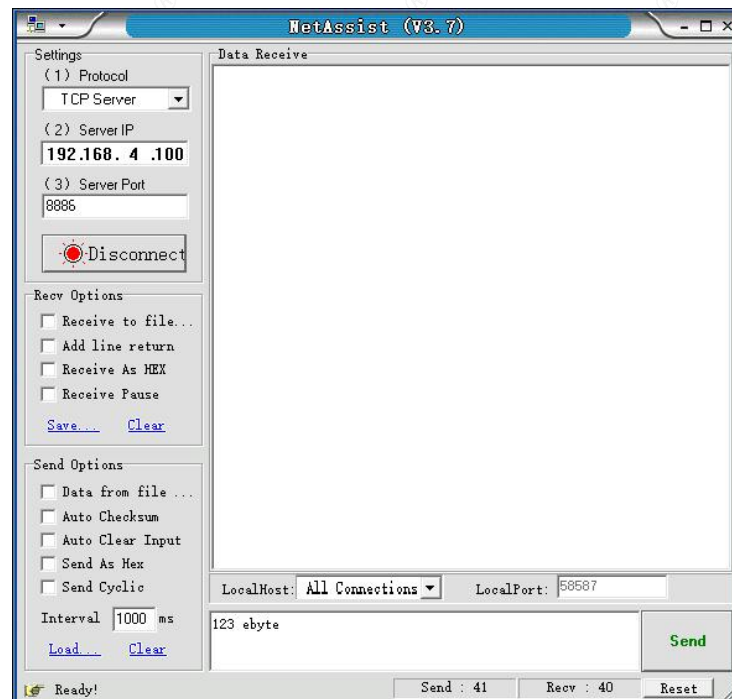 NetAssist (V3.7)
Settings
(1) Protocol
TCP Server
(2) Server IP
192.168. 4 .100
(3) Server Port
8886
Disconnect
Recv Options
Receive to file...
Add line return
Receive As HEX
Receive Pause
Save... Clear
Send Options
Data from file ...
Auto Checksum
Auto Clear Input
Send As Hex
Send Cyclic
Interval 1000 ms
Load... Clear
Data Receive
LocalHost: All Connections LocalPort: 58587
123 ebyte
Send
Ready! Send : 41 Recv : 40 Reset